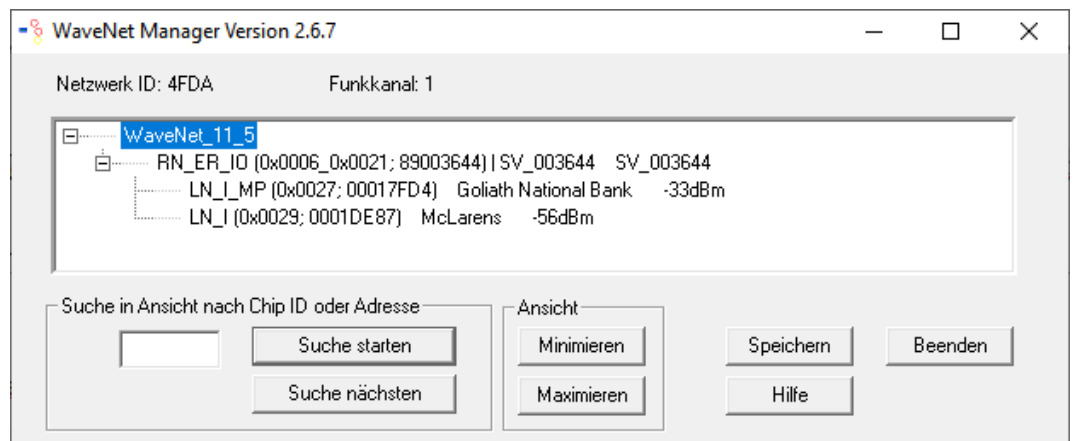 WaveNet Manager Version 2.6.7
Netzwerk ID: 4FDA Funkkanal: 1
WaveNet_11_5
RN_ER_IO (0x0006_0x0021; 89003644) | SV_003644 SV_003644
LN_I_MP (0x0027; 00017FD4) Goliath National Bank -33dBm
LN_I (0x0029; 0001DE87) McLarens -56dBm
Suche in Ansicht nach Chip ID oder Adresse
Suche starten
Suche nächsten
Ansicht
Minimieren
Maximieren
Speichern
Beenden
Hilfe